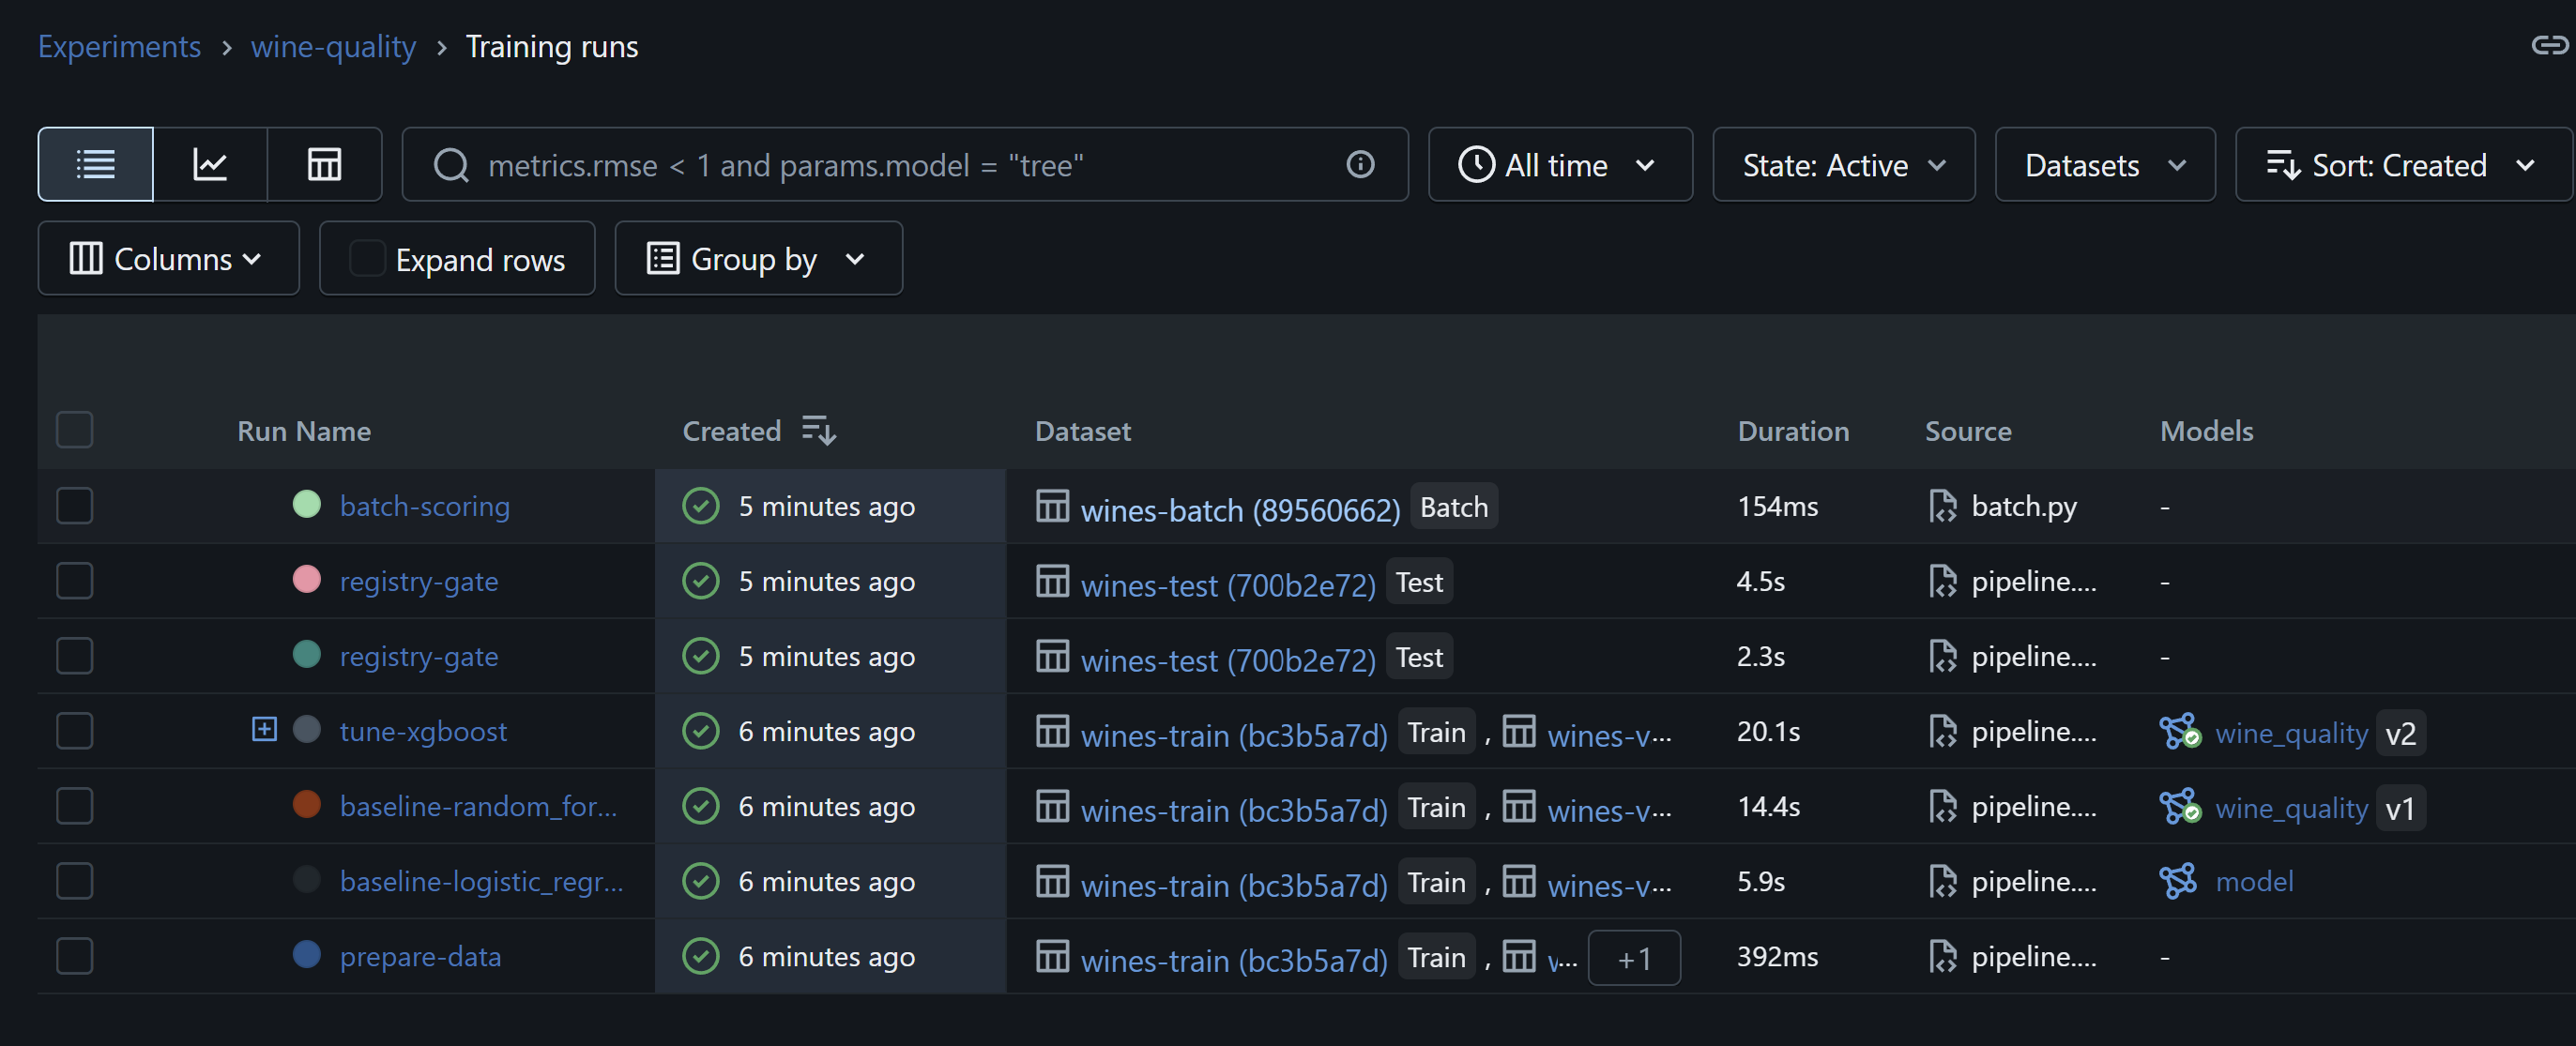 Experiments > wine-quality > Training runs
metrics.rmse < 1 and params.model = "tree" All time State: Active Datasets Sort: Created
Columns Expand rows Group by
Run Name Created Dataset Duration Source Models
batch-scoring 5 minutes ago wines-batch (89560662) Batch 154ms batch.py -
registry-gate 5 minutes ago wines-test (700b2e72) Test 4.5s pipeline.... -
registry-gate 5 minutes ago wines-test (700b2e72) Test 2.3s pipeline.... -
tune-xgboost 6 minutes ago wines-train (bc3b5a7d) Train , wines-v... 20.1s pipeline.... wine_quality v2
baseline-random_for... 6 minutes ago wines-train (bc3b5a7d) Train , wines-v... 14.4s pipeline.... wine_quality v1
baseline-logistic_regr... 6 minutes ago wines-train (bc3b5a7d) Train , wines-v... 5.9s pipeline.... model
prepare-data 6 minutes ago wines-train (bc3b5a7d) Train , w... +1 392ms pipeline.... -